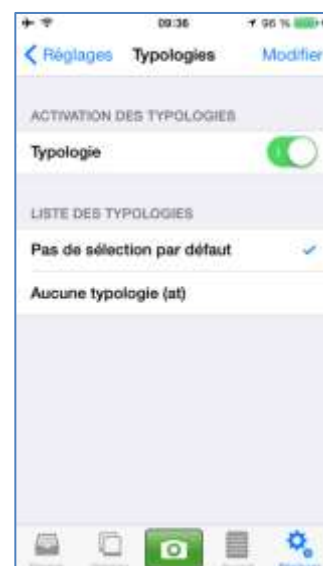 09:36 96 %
Réglages Typologies Modifier
ACTIVATION DES TYPOLOGIES
Typologie
LISTE DES TYPOLOGIES
Pas de sélection par défaut
Aucune typologie (at)
Réglages